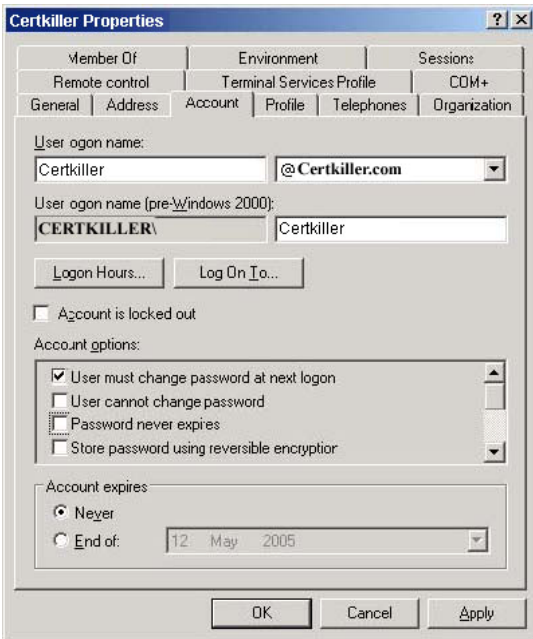 Certkiller Properties
Member Of Environment Sessions
Remote control Terminal Services Profile COM+
General Address Account Profile Telephones Organization
User ogon name:
Certkiller @Certkiller.com
User ogon name (pre-Windows 2000):
CERTKILLER\ Certkiller
Logon Hours... Log On To...
Account is locked out
Account options:
User must change password at next logon
User cannot change password
Password never expires
Store password using reversible encryption
Account expires
Never
End of: 12 May 2005
OK Cancel Apply